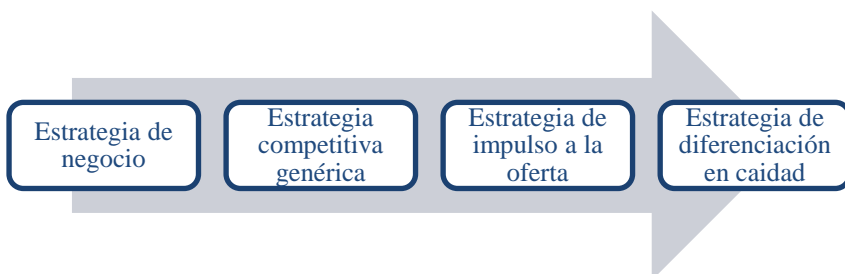 Estrategia de
negocio
Estrategia
competitiva
genérica
Estrategia de
impulso a la
oferta
Estrategia de
diferenciación
en caidad